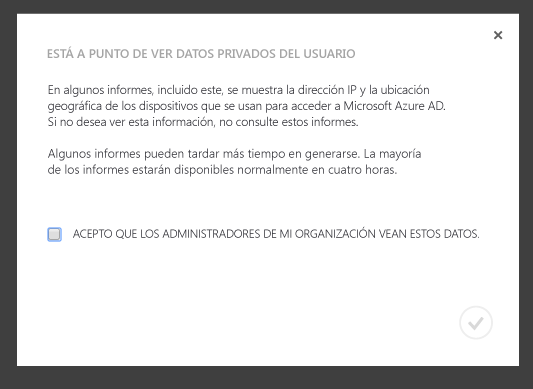 ESTÁ A PUNTO DE VER DATOS PRIVADOS DEL USUARIO
En algunos informes, incluido este, se muestra la dirección IP y la ubicación
geográfica de los dispositivos que se usan para acceder a Microsoft Azure AD.
Si no desea ver esta información, no consulte estos informes.
Algunos informes pueden tardar más tiempo en generarse. La mayoría
de los informes estarán disponibles normalmente en cuatro horas.
ACEPTO QUE LOS ADMINISTRADORES DE MI ORGANIZACIÓN VEAN ESTOS DATOS.